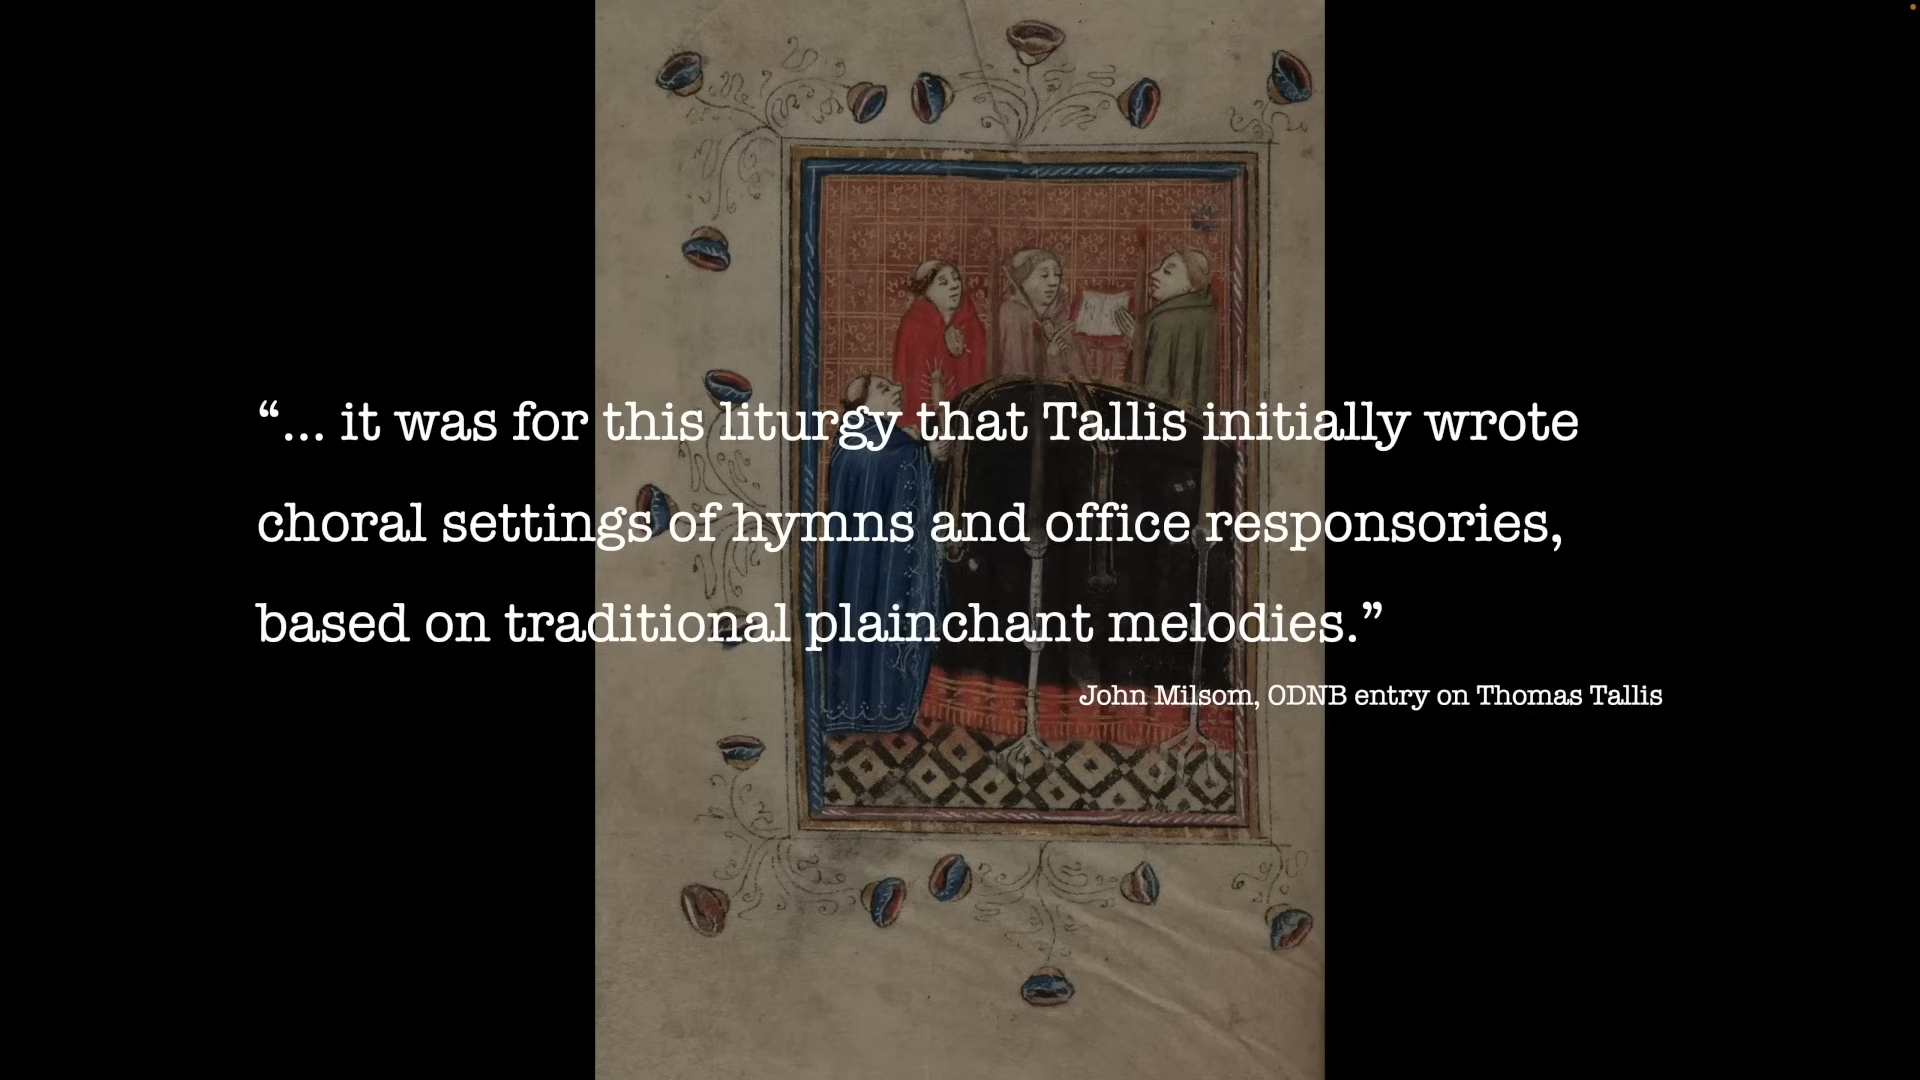 “... it was for this liturgy that Tallis initially wrote
choral settings of hymns and office responsories,
based on traditional plainchant melodies.”
John Milsom, ODNB entry on Thomas Tallis